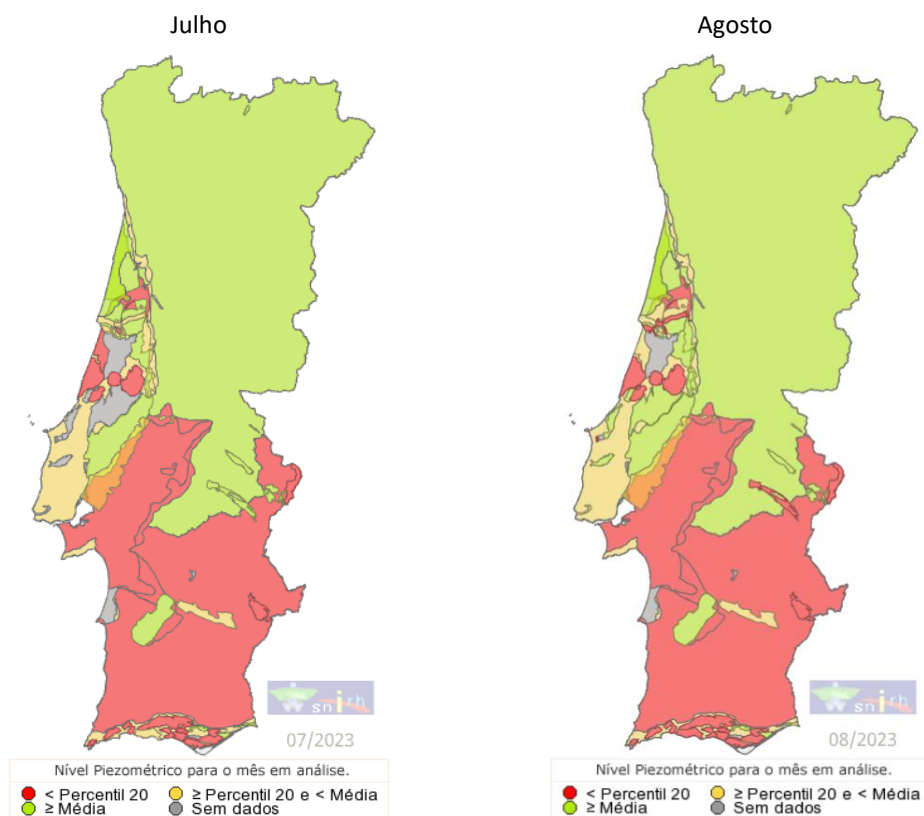 Julho
Agosto
snirh
07/2023
snirh
08/2023
Nível Piezométrico para o mês em análise.
< Percentil 20
≥ Percentil 20 e < Média
≥ Média
Sem dados
Nível Piezométrico para o mês em análise.
< Percentil 20
≥ Percentil 20 e < Média
≥ Média
Sem dados